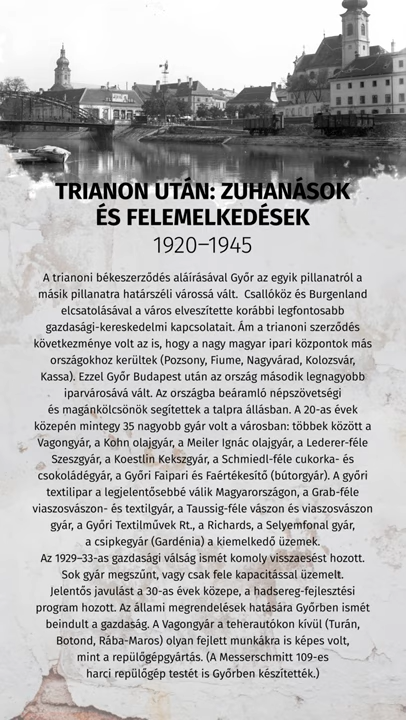 TRIANON UTÁN: ZUHANÁSOK
ÉS FELEMELKEDÉSEK
1920–1945
A trianoni békeszerződés aláírásával Győr az egyik pillanatról a
másik pillanatra határszéli várossá vált. Csallóköz és Burgenland
elcsatolásával a város elveszítette korábbi legfontosabb
gazdasági-kereskedelmi kapcsolatait. Ám a trianoni szerződés
következménye volt az is, hogy a nagy magyar ipari központok más
országokhoz kerültek (Pozsony, Fiume, Nagyvárad, Kolozsvár,
Kassa). Ezzel Győr Budapest után az ország második legnagyobb
iparvárosává vált. Az országba beáramló népszövetségi
és magánkölcsönök segítettek a talpra állásban. A 20-as évek
közepén mintegy 35 nagyobb gyár volt a városban: többek között a
Vagongyár, a Kohn olajgyár, a Meiler Ignác olajgyár, a Lederer-féle
Szeszgyár, a Koestlin Kekszgyár, a Schmiedl-féle cukorka- és
csokoládégyár, a Győri Faipari és Faértékesítő (bútorgyár). A győri
textilipar a legjelentősebbé válik Magyarországon, a Grab-féle
viaszosvászon- és textilgyár, a Taussig-féle vászon és viaszosvászon
gyár, a Győri Textilművek Rt., a Richards, a Selyemfonal gyár,
a csipkegyár (Gardénia) a kiemelkedő üzemek.
Az 1929–33-as gazdasági válság ismét komoly visszaesést hozott.
Sok gyár megszűnt, vagy csak fele kapacitással üzemelt.
Jelentős javulást a 30-as évek közepe, a hadsereg-fejlesztési
program hozott. Az állami megrendelések hatására Győrben ismét
beindult a gazdaság. A Vagongyár a teherautókon kívül (Turán,
Botond, Rába-Maros) olyan fejlett munkákra is képes volt,
mint a repülőgépgyártás. (A Messerschmitt 109-es
harci repülőgép testét is Győrben készítették.)